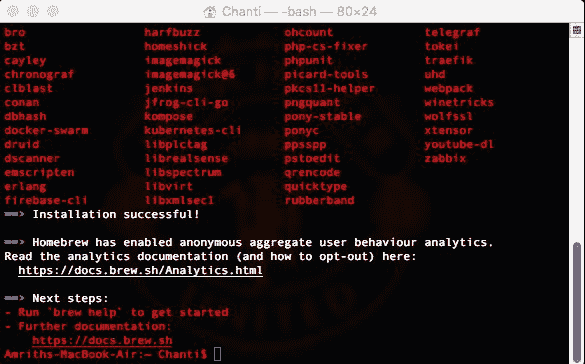 Chanti — -bash — 80×24
bro harfbuzz ohcount telegraf
bzt homeshick php-cs-fixer tokei
cayley imagemagick phpunit traefik
chronograf imagemagick@6 picard-tools uhd
clblast jenkins pkcs11-helper webpack
conan jfrog-cli-go pngquant winetricks
dbhash kompose pony-stable wolfssl
docker-swarm kubernetes-cli ponyc xtensor
druid libplctag ppsspp youtube-dl
dscanner librealsense pstoedit zabbix
emscripten libspectrum qrencode
erlang libvirt quicktype
firebase-cli libxmlsec1 rubberband
==> Installation successful!
==> Homebrew has enabled anonymous aggregate user behaviour analytics.
Read the analytics documentation (and how to opt-out) here:
https://docs.brew.sh/Analytics.html
==> Next steps:
- Run `brew help` to get started
- Further documentation:
https://docs.brew.sh
Amriths-MacBook-Air:~ Chanti$